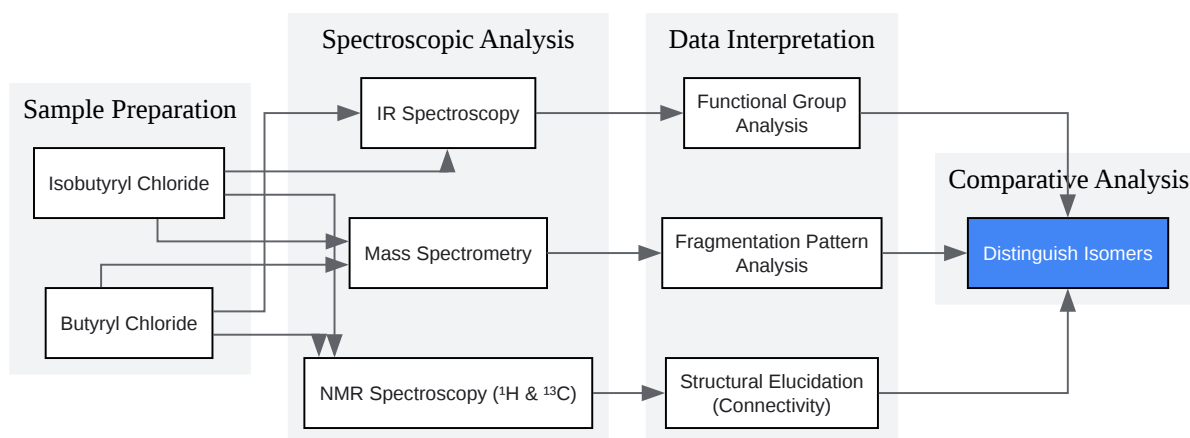 Sample Preparation
Isobutyryl Chloride
Butyryl Chloride
Spectroscopic Analysis
IR Spectroscopy
Mass Spectrometry
NMR Spectroscopy (¹H & ¹³C)
Data Interpretation
Functional Group
Analysis
Fragmentation Pattern
Analysis
Structural Elucidation
(Connectivity)
Comparative Analysis
Distinguish Isomers